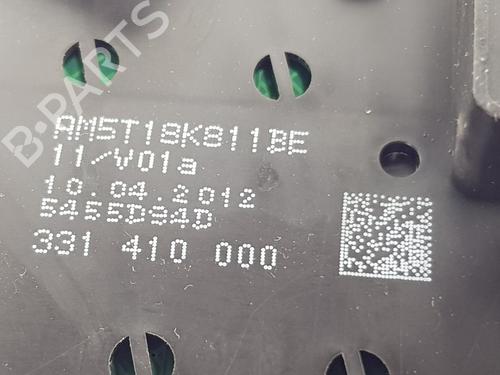 B-PARTS
AM5T18K811BE
11/V01a
10.04.2012
5455D94D
331 410 000